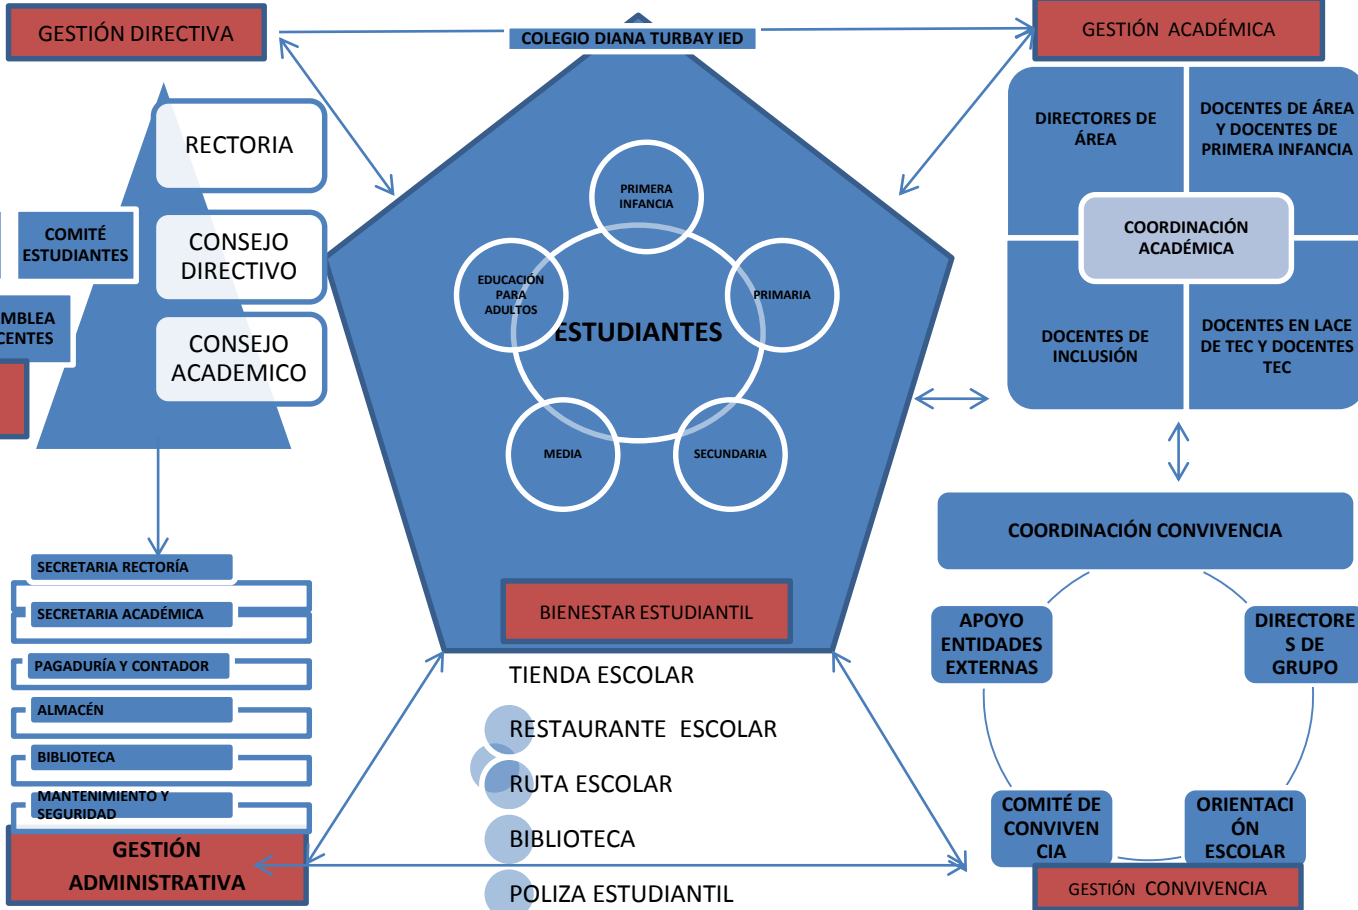 GESTIÓN DIRECTIVA
COLEGIO DIANA TURBAY IED
GESTIÓN ACADÉMICA
RECTORIA
CONSEJO
DIRECTIVO
CONSEJO
ACADEMICO
COMITÉ
ESTUDIANTES
MBLEA
CENTES
PRIMERA
INFANCIA
EDUCACIÓN
PARA
ADULTOS
PRIMARIA
ESTUDIANTES
MEDIA
SECUNDARIA
DIRECTORES DE
ÁREA
DOCENTES DE ÁREA
Y DOCENTES DE
PRIMERA INFANCIA
COORDINACIÓN
ACADÉMICA
DOCENTES DE
INCLUSIÓN
DOCENTES EN LACE
DE TEC Y DOCENTES
TEC
COORDINACIÓN CONVIVENCIA
APOYO
ENTIDADES
EXTERNAS
DIRECTORE
S DE
GRUPO
COMITÉ DE
CONVIVEN
CIA
ORIENTACI
ÓN
ESCOLAR
GESTIÓN CONVIVENCIA
SECRETARIA RECTORÍA
SECRETARIA ACADÉMICA
PAGADURÍA Y CONTADOR
ALMACÉN
BIBLIOTECA
MANTENIMIENTO Y
SEGURIDAD
GESTIÓN
ADMINISTRATIVA
BIENESTAR ESTUDIANTIL
TIENDA ESCOLAR
RESTAURANTE ESCOLAR
RUTA ESCOLAR
BIBLIOTECA
POLIZA ESTUDIANTIL